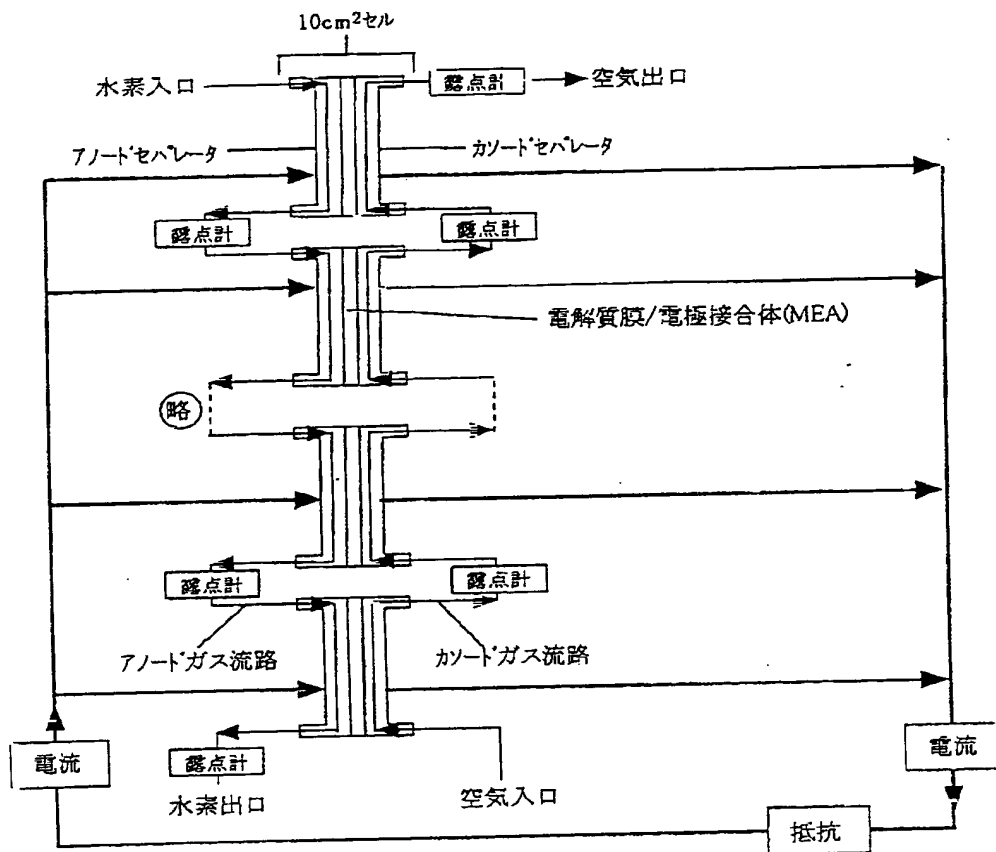 10cm²セル
水素入口
露点計
空気出口
アノードセパレータ
カソードセパレータ
露点計
露点計
電解質膜/電極接合体(MEA)
略
露点計
露点計
アノードガス流路
カソードガス流路
電流
露点計
電流
水素出口
空気入口
抵抗